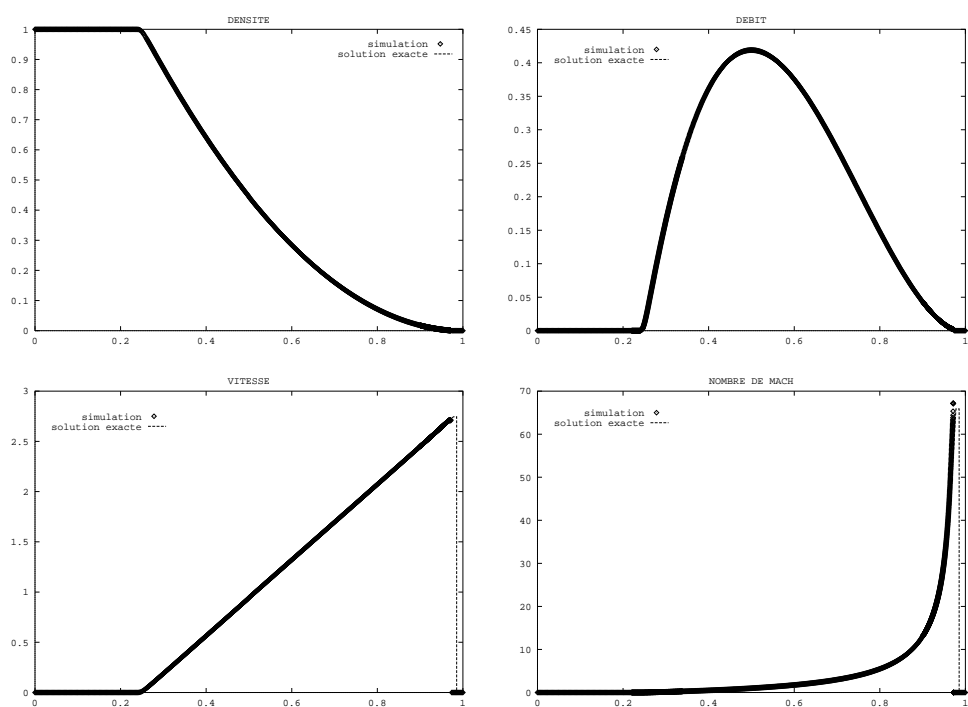 DENSITE
simulation
solution exacte
1
0.9
0.8
0.7
0.6
0.5
0.4
0.3
0.2
0.1
0
0 0.2 0.4 0.6 0.8 1
DEBIT
simulation
solution exacte
0.45
0.4
0.35
0.3
0.25
0.2
0.15
0.1
0.05
0
0 0.2 0.4 0.6 0.8 1
VITESSE
simulation
solution exacte
3
2.5
2
1.5
1
0.5
0
0 0.2 0.4 0.6 0.8 1
NOMBRE DE MACH
simulation
solution exacte
70
60
50
40
30
20
10
0
0 0.2 0.4 0.6 0.8 1